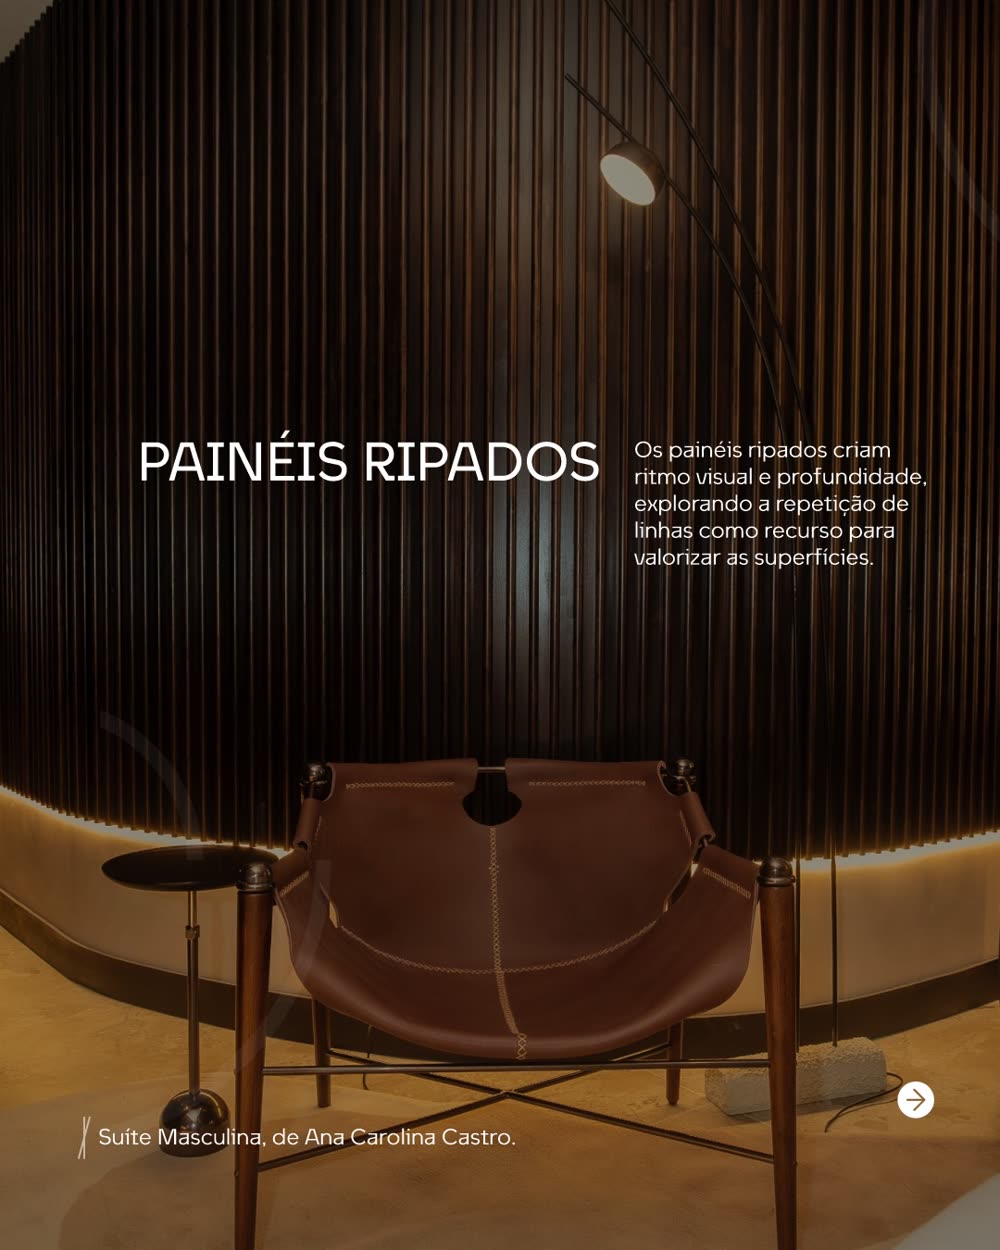 PAINÉIS RIPADOS
Os painéis ripados criam
ritmo visual e profundidade,
explorando a repetição de
linhas como recurso para
valorizar as superfícies.
Suíte Masculina, de Ana Carolina Castro.